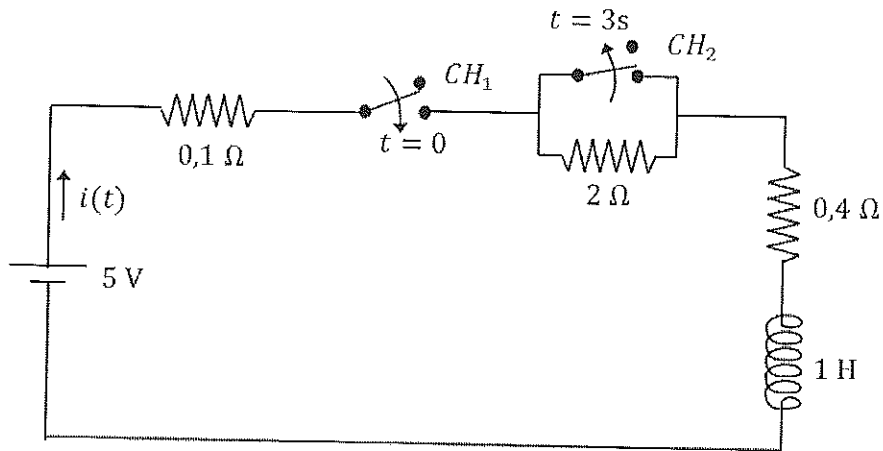 t = 3s
CH₂
CH₁
t = 0
0,1 Ω
2 Ω
0,4 Ω
i(t)
5 V
1 H